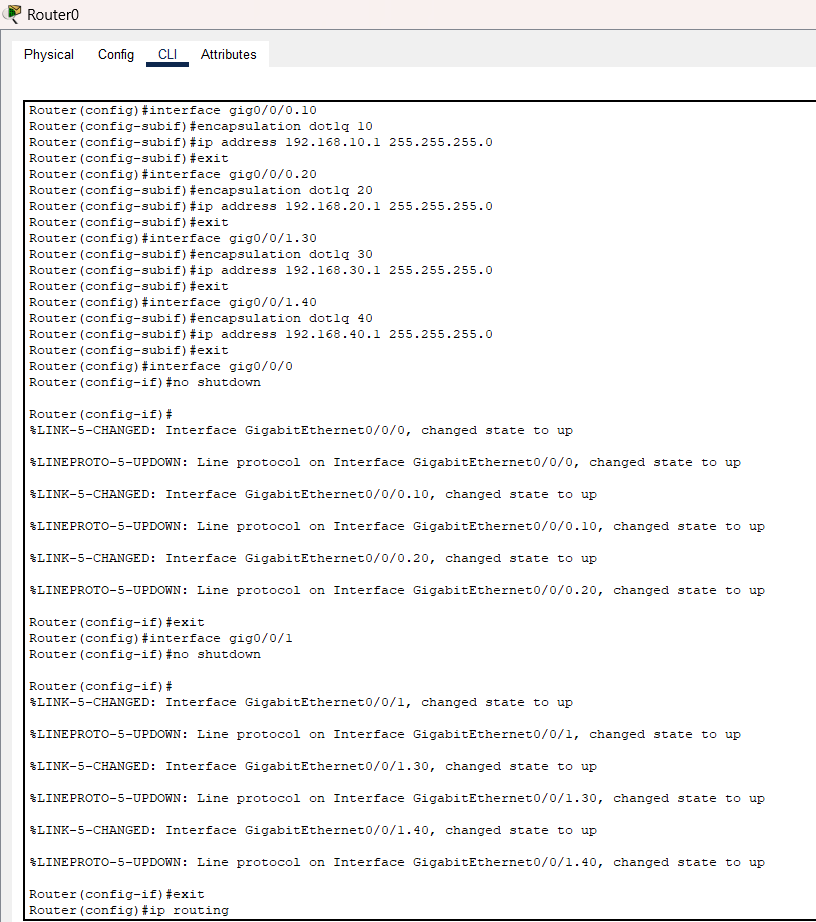 Router0
Physical Config CLI Attributes
Router(config)#interface gig0/0/0.10
Router(config-subif)#encapsulation dot1q 10
Router(config-subif)#ip address 192.168.10.1 255.255.255.0
Router(config-subif)#exit
Router(config)#interface gig0/0/0.20
Router(config-subif)#encapsulation dot1q 20
Router(config-subif)#ip address 192.168.20.1 255.255.255.0
Router(config-subif)#exit
Router(config)#interface gig0/0/1.30
Router(config-subif)#encapsulation dot1q 30
Router(config-subif)#ip address 192.168.30.1 255.255.255.0
Router(config-subif)#exit
Router(config)#interface gig0/0/1.40
Router(config-subif)#encapsulation dot1q 40
Router(config-subif)#ip address 192.168.40.1 255.255.255.0
Router(config-subif)#exit
Router(config)#interface gig0/0/0
Router(config-if)#no shutdown
Router(config-if)#
%LINK-5-CHANGED: Interface GigabitEthernet0/0/0, changed state to up
%LINEPROTO-5-UPDOWN: Line protocol on Interface GigabitEthernet0/0/0, changed state to up
%LINK-5-CHANGED: Interface GigabitEthernet0/0/0.10, changed state to up
%LINEPROTO-5-UPDOWN: Line protocol on Interface GigabitEthernet0/0/0.10, changed state to up
%LINK-5-CHANGED: Interface GigabitEthernet0/0/0.20, changed state to up
%LINEPROTO-5-UPDOWN: Line protocol on Interface GigabitEthernet0/0/0.20, changed state to up
Router(config-if)#exit
Router(config)#interface gig0/0/1
Router(config-if)#no shutdown
Router(config-if)#
%LINK-5-CHANGED: Interface GigabitEthernet0/0/1, changed state to up
%LINEPROTO-5-UPDOWN: Line protocol on Interface GigabitEthernet0/0/1, changed state to up
%LINK-5-CHANGED: Interface GigabitEthernet0/0/1.30, changed state to up
%LINEPROTO-5-UPDOWN: Line protocol on Interface GigabitEthernet0/0/1.30, changed state to up
%LINK-5-CHANGED: Interface GigabitEthernet0/0/1.40, changed state to up
%LINEPROTO-5-UPDOWN: Line protocol on Interface GigabitEthernet0/0/1.40, changed state to up
Router(config-if)#exit
Router(config)#ip routing